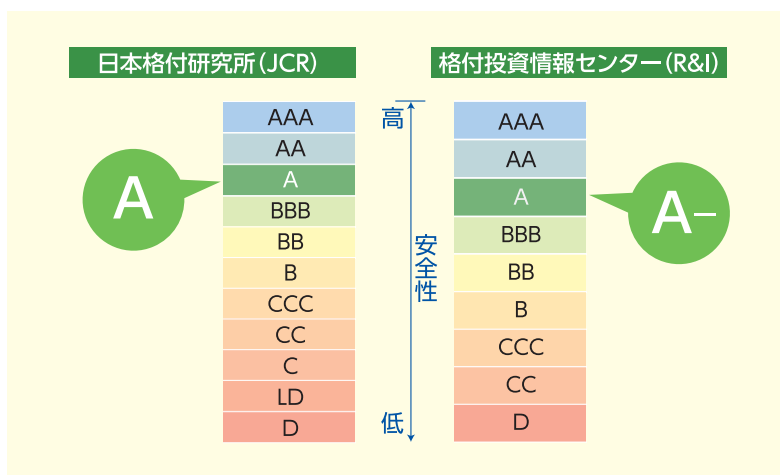 日本格付研究所(JCR)
AAA
AA
A
BBB
BB
B
CCC
CC
C
LD
D
A
高
安全性
低
格付投資情報センター(R&I)
AAA
AA
A
BBB
BB
B
CCC
CC
D
A−